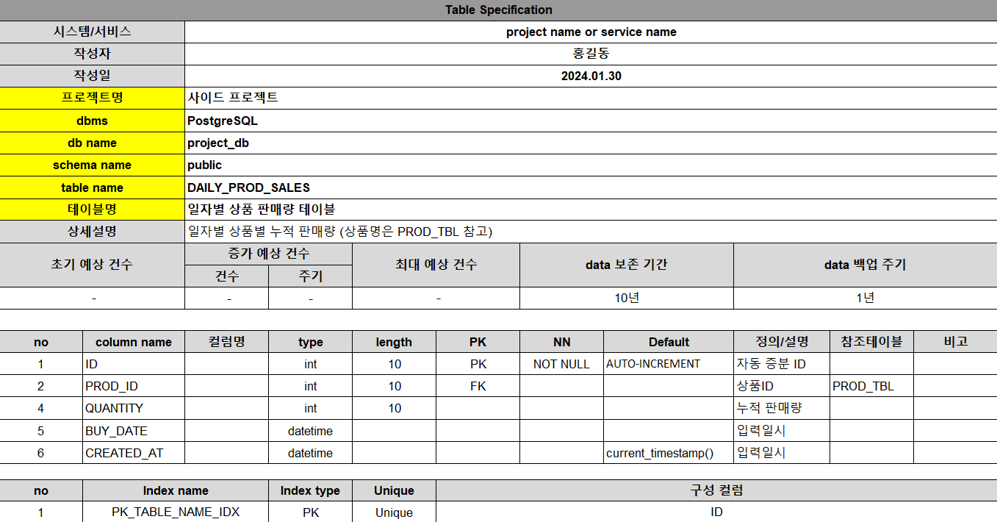 Table Specification
시스템/서비스 project name or service name
작성자 홍길동
작성일 2024.01.30
프로젝트명 사이드 프로젝트
dbms PostgreSQL
db name project_db
schema name public
table name DAILY_PROD_SALES
테이블명 일자별 상품 판매량 테이블
상세설명 일자별 상품별 누적 판매량 (상품명은 PROD_TBL 참고)
초기 예상 건수 증가 예상 건수 최대 예상 건수 data 보존 기간 data 백업 주기
건수 주기
- - - - 10년 1년
no column name 컬럼명 type length PK NN Default 정의/설명 참조테이블 비고
1 ID int 10 PK NOT NULL AUTO-INCREMENT 자동 증분 ID
2 PROD_ID int 10 FK 상품ID PROD_TBL
4 QUANTITY int 10 누적 판매량
5 BUY_DATE datetime 입력일시
6 CREATED_AT datetime current_timestamp() 입력일시
no Index name Index type Unique 구성 컬럼
1 PK_TABLE_NAME_IDX PK Unique ID